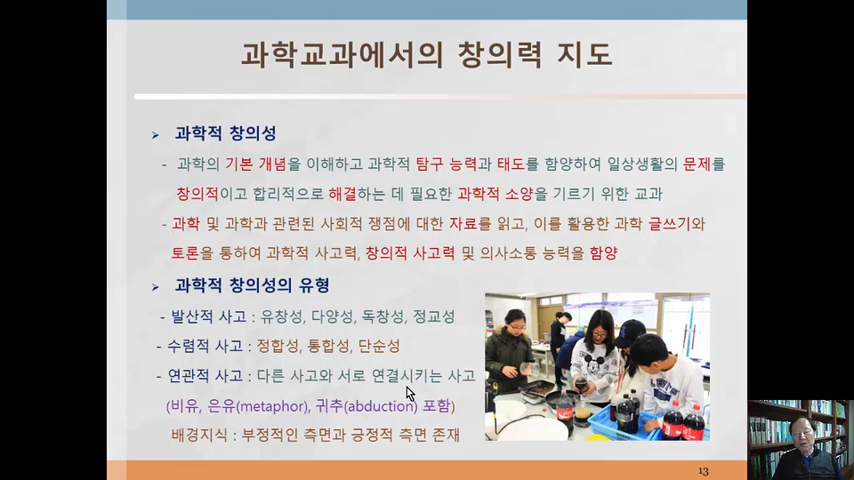 과학교과에서의 창의력 지도
➢ 과학적 창의성
- 과학의 기본 개념을 이해하고 과학적 탐구 능력과 태도를 함양하여 일상생활의 문제를
창의적이고 합리적으로 해결하는 데 필요한 과학적 소양을 기르기 위한 교과
- 과학 및 과학과 관련된 사회적 쟁점에 대한 자료를 읽고, 이를 활용한 과학 글쓰기와
토론을 통하여 과학적 사고력, 창의적 사고력 및 의사소통 능력을 함양
➢ 과학적 창의성의 유형
- 발산적 사고 : 유창성, 다양성, 독창성, 정교성
- 수렴적 사고 : 정합성, 통합성, 단순성
- 연관적 사고 : 다른 사고와 서로 연결시키는 사고
(비유, 은유(metaphor), 귀추(abduction) 포함)
배경지식 : 부정적인 측면과 긍정적 측면 존재
13